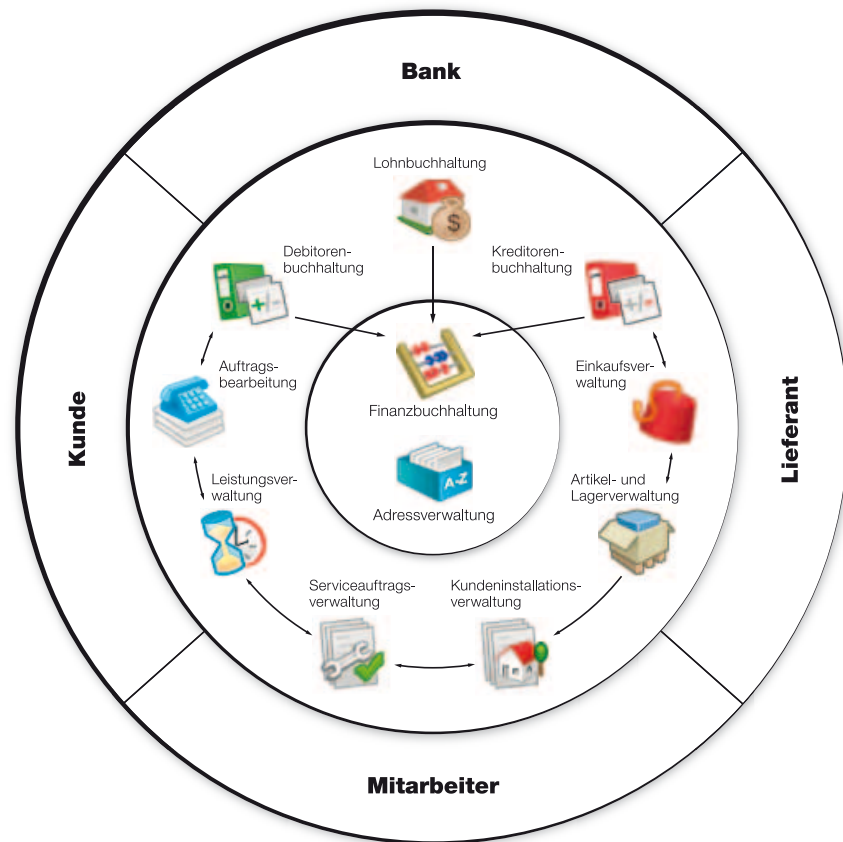 Bank
Lohnbuchhaltung
$
Debitoren-
buchhaltung
Kreditoren-
buchhaltung
+/-
+/-
Auftrags-
bearbeitung
Einkaufsver-
waltung
Finanzbuchhaltung
Kunde
Lieferant
Leistungsver-
waltung
Artikel- und
Lagerverwaltung
A-Z
Adressverwaltung
Serviceauftrags-
verwaltung
Kundeninstallations-
verwaltung
Mitarbeiter